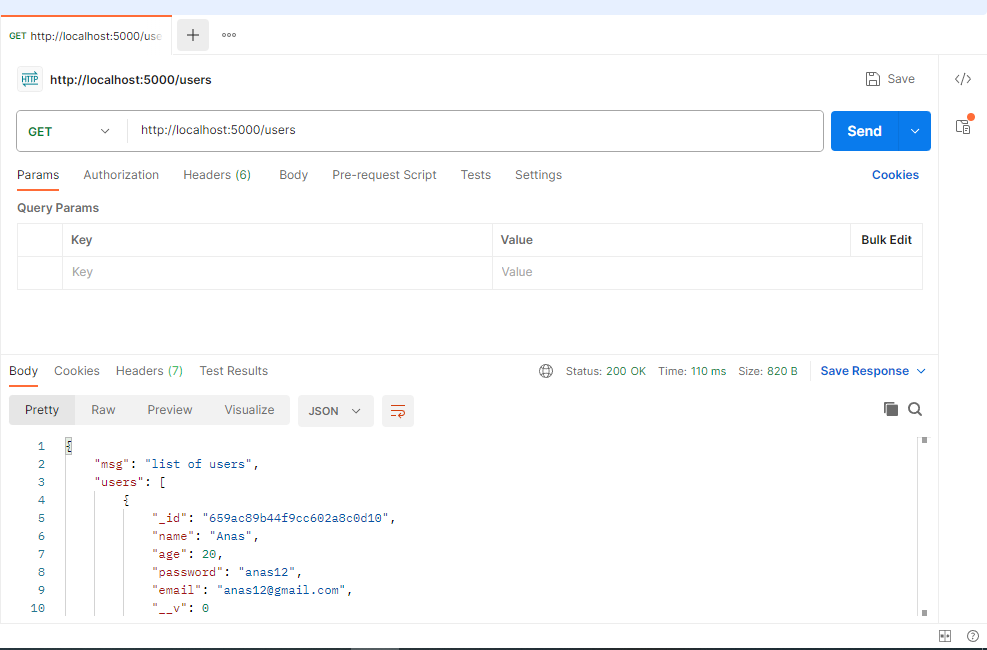 GET http://localhost:5000/use
HTTP http://localhost:5000/users Save
GET http://localhost:5000/users Send
Params Authorization Headers (6) Body Pre-request Script Tests Settings Cookies
Query Params
Key Value Bulk Edit
Key Value
Body Cookies Headers (7) Test Results Status: 200 OK Time: 110 ms Size: 820 B Save Response
Pretty Raw Preview Visualize JSON
1 {
2 "msg": "list of users",
3 "users": [
4 {
5 "_id": "659ac89b44f9cc602a8c0d10",
6 "name": "Anas",
7 "age": 20,
8 "password": "anas12",
9 "email": "anas12@gmail.com",
10 "__v": 0